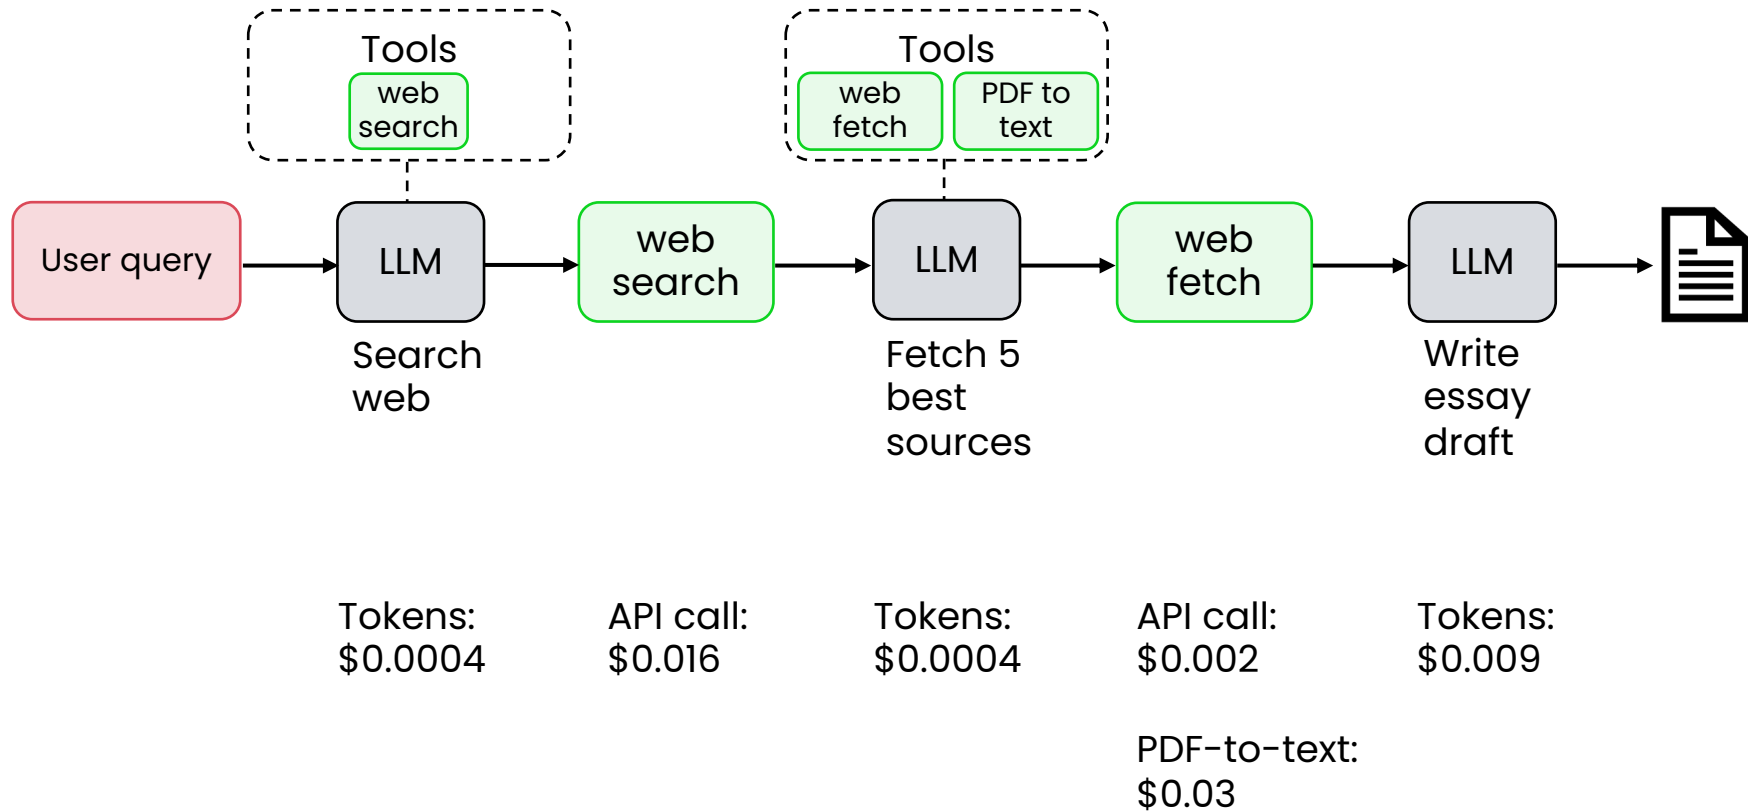 Tools
web
search
Tools
web
fetch
PDF to
text
User query
LLM
web
search
LLM
web
fetch
LLM
Search
web
Fetch 5
best
sources
Write
essay
draft
Tokens:
$0.0004
API call:
$0.016
Tokens:
$0.0004
API call:
$0.002
Tokens:
$0.009
PDF-to-text:
$0.03